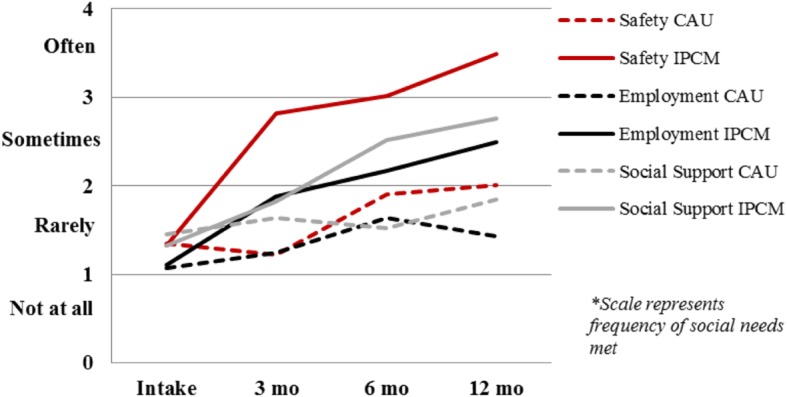 4
Often
3
Sometimes
2
Rarely
1
Not at all
0
Intake 3 mo 6 mo 12 mo
Safety CAU
Safety IPCM
Employment CAU
Employment IPCM
Social Support CAU
Social Support IPCM
*Scale represents
frequency of social needs
met